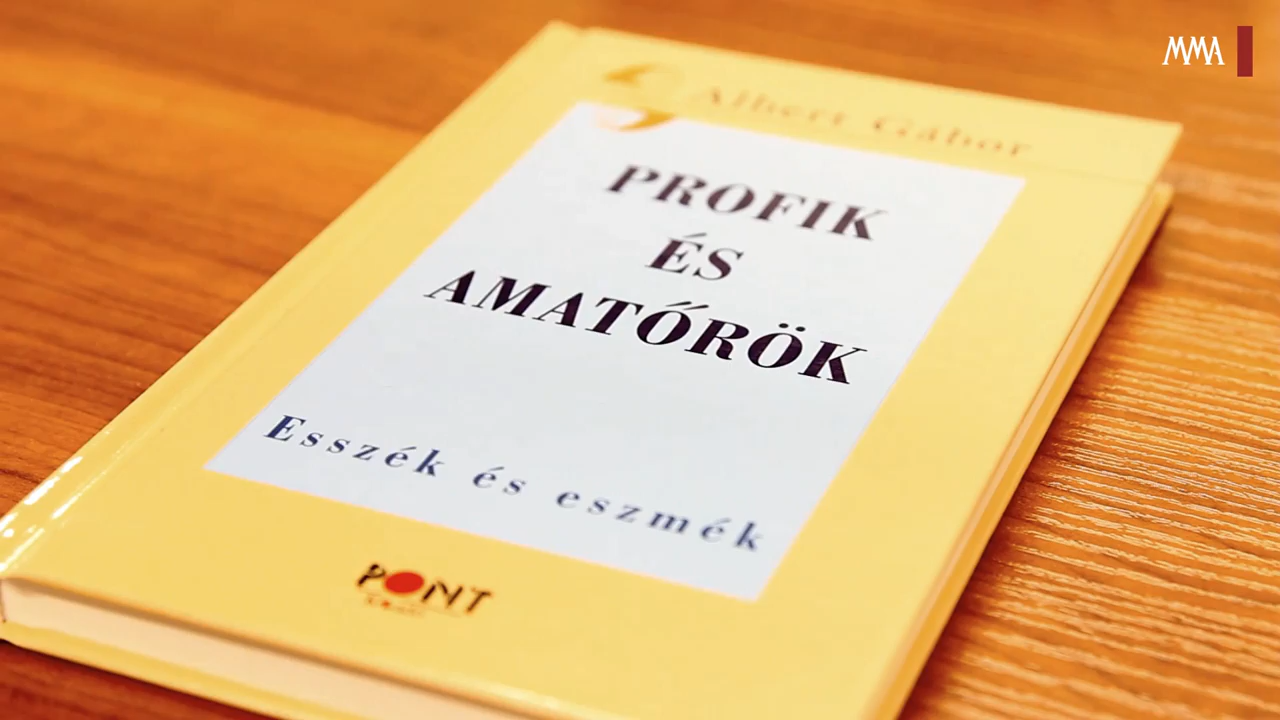 MMA
Albert Gábor
PROFIK
ÉS
AMATŐRÖK
Esszék és eszmék
PONT